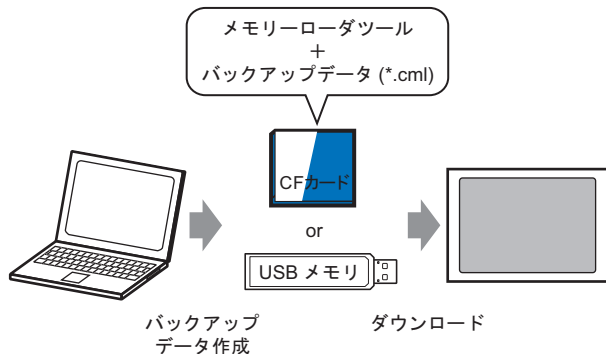 メモリーローダツール
+
バックアップデータ (*.cml)
CFカード
or
USB メモリ
バックアップ
データ作成
ダウンロード